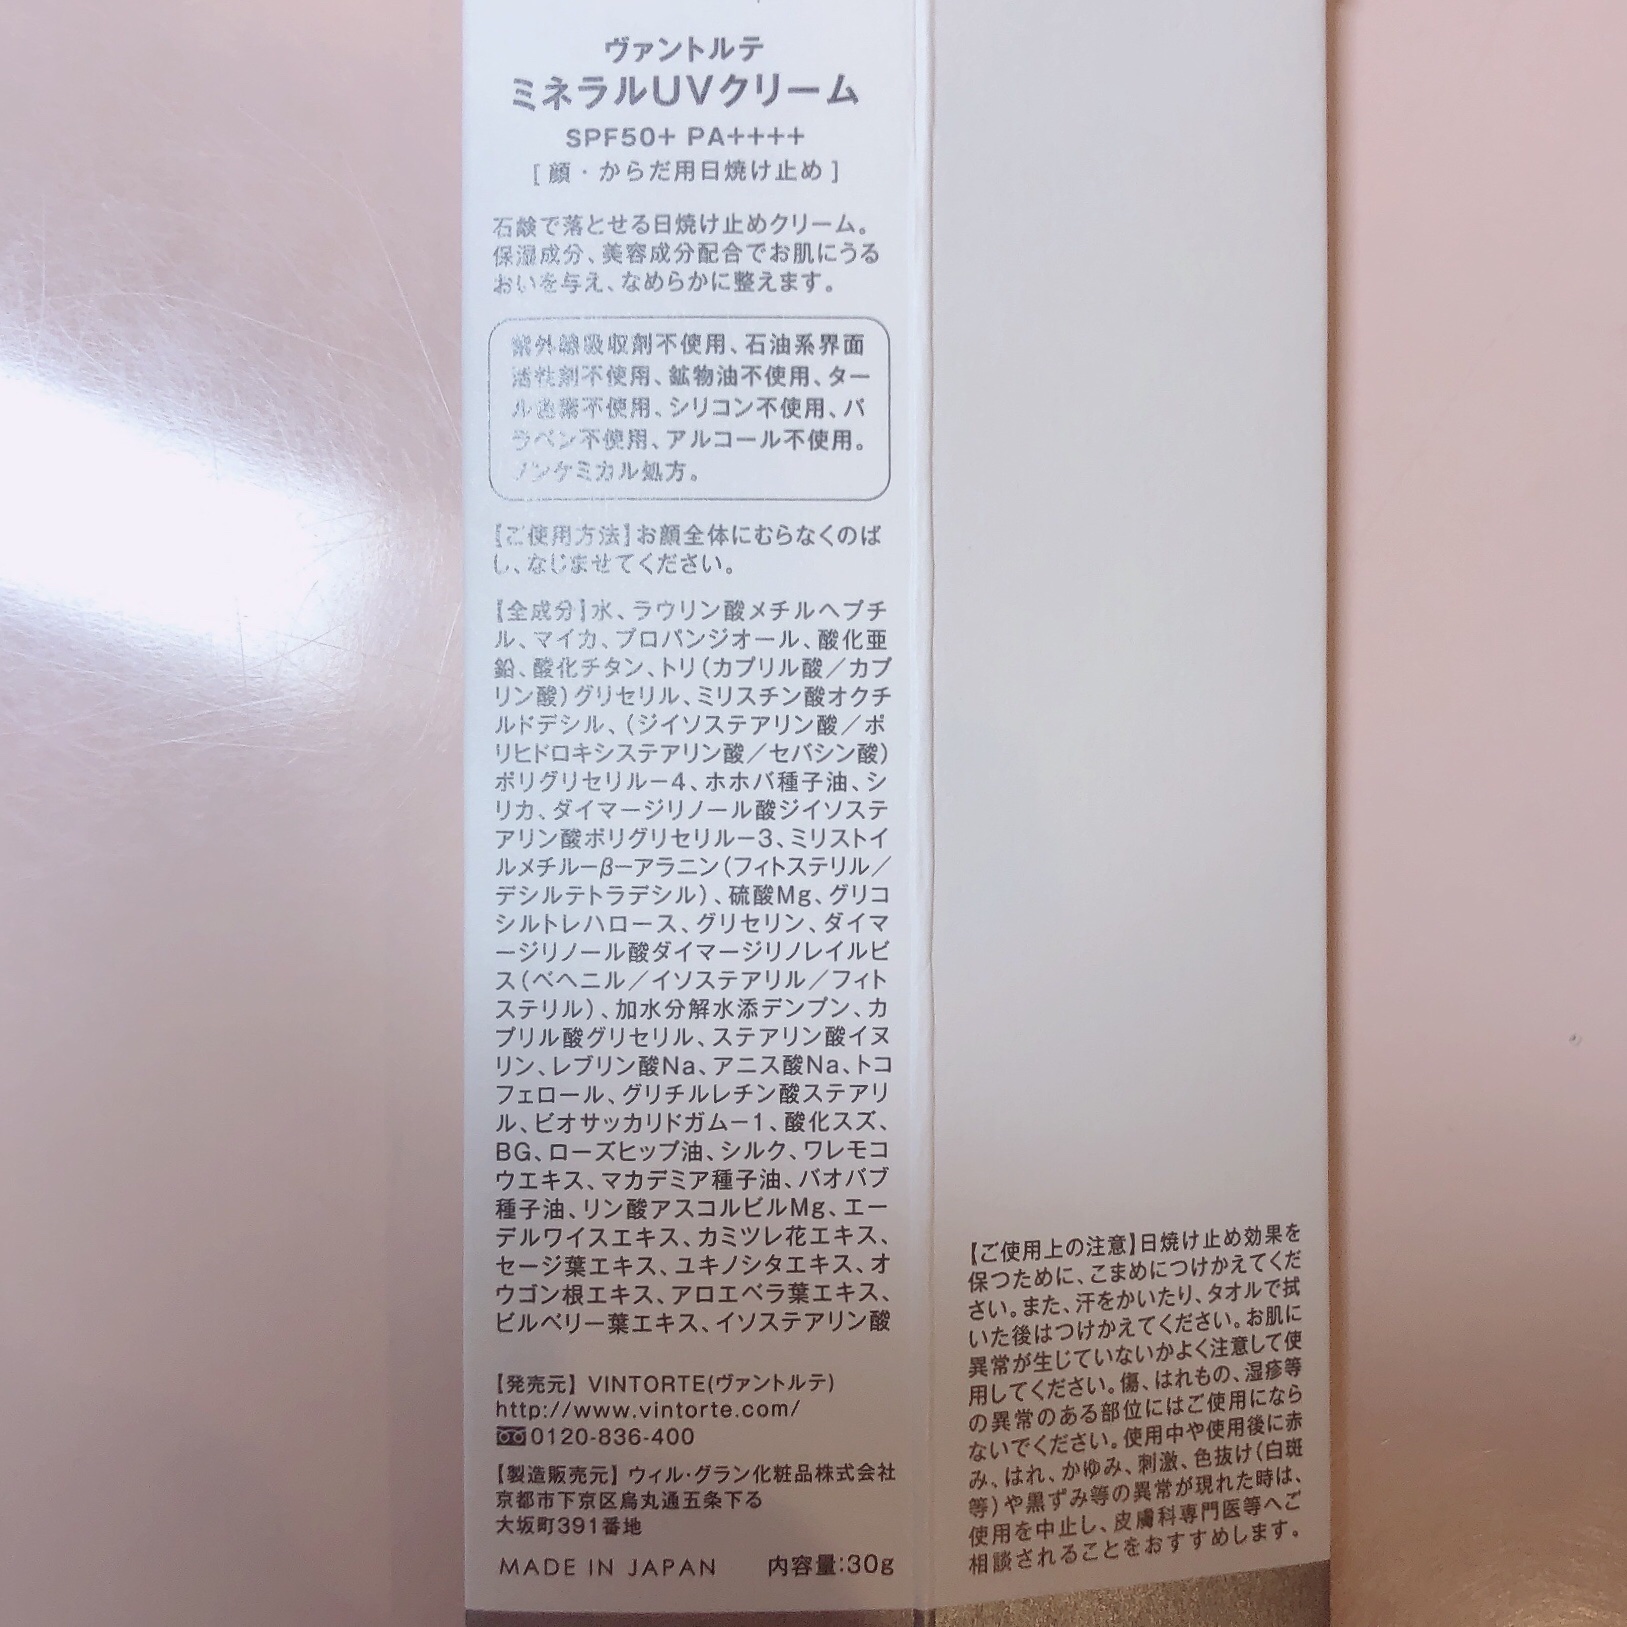 ヴァントルテ
ミネラルUVクリーム
SPF50+ PA++++
[ 顔・からだ用日焼け止め ]
石鹸で落とせる日焼け止めクリーム。
保湿成分、美容成分配合でお肌にうる
おいを与え、なめらかに整えます。
紫外線吸収剤不使用、石油系界面
活性剤不使用、鉱物油不使用、ター
ル色素不使用、シリコン不使用、パ
ラベン不使用、アルコール不使用。
ノンケミカル処方。
【ご使用方法】お顔全体にむらなくのば
し、なじませてください。
【全成分】水、ラウリン酸メチルヘプチ
ル、マイカ、プロパンジオール、酸化亜
鉛、酸化チタン、トリ（カプリル酸／カプ
リン酸）グリセリル、ミリスチン酸オクチ
ルドデシル、（ジイソステアリン酸／ポ
リヒドロキシステアリン酸／セバシン酸）
ポリグリセリル－4、ホホバ種子油、シ
リカ、ダイマージリノール酸ジイソステ
アリン酸ポリグリセリル－3、ミリストイ
ルメチル－β－アラニン（フィトステリル／
デシルテトラデシル）、硫酸Mg、グリコ
シルトレハロース、グリセリン、ダイマ
ージリノール酸ダイマージリノレイルビ
ス（ベヘニル／イソステアリル／フィト
ステリル）、加水分解水添デンプン、カ
プリル酸グリセリル、ステアリン酸イヌ
リン、レブリン酸Na、アニス酸Na、トコ
フェロール、グリチルレチン酸ステアリ
ル、ビオサッカリドガム－1、酸化スズ、
BG、ローズヒップ油、シルク、ワレモコ
ウエキス、マカデミア種子油、バオバブ
種子油、リン酸アスコルビルMg、エー
デルワイスエキス、カミツレ花エキス、
セージ葉エキス、ユキノシタエキス、オ
ウゴン根エキス、アロエベラ葉エキス、
ビルベリー葉エキス、イソステアリン酸
【発売元】VINTORTE(ヴァントルテ)
http://www.vintorte.com/
0120-836-400
【製造販売元】ウィル・グラン化粧品株式会社
京都市下京区烏丸通五条下る
大坂町391番地
MADE IN JAPAN 内容量:30g
【ご使用上の注意】日焼け止め効果を
保つために、こまめにつけかえてくだ
さい。また、汗をかいたり、タオルで拭
いた後はつけかえてください。お肌に
異常が生じていないかよく注意して使
用してください。傷、はれもの、湿疹等
の異常のある部位にはご使用になら
ないでください。使用中や使用後に赤
み、はれ、かゆみ、刺激、色抜け（白斑
等）や黒ずみ等の異常が現れた時は、
使用を中止し、皮膚科専門医等へご
相談されることをおすすめします。